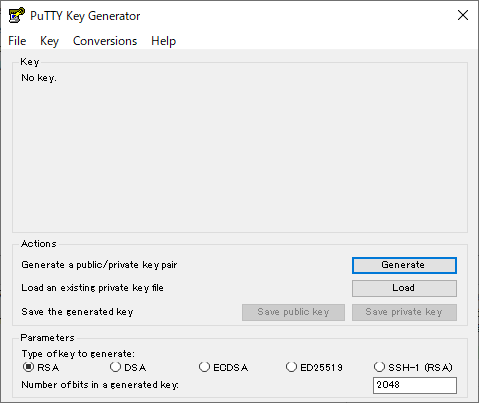 PuTTY Key Generator
File Key Conversions Help
Key
No key.
Actions
Generate a public/private key pair Generate
Load an existing private key file Load
Save the generated key Save public key Save private key
Parameters
Type of key to generate:
RSA DSA ECDSA ED25519 SSH-1 (RSA)
Number of bits in a generated key: 2048